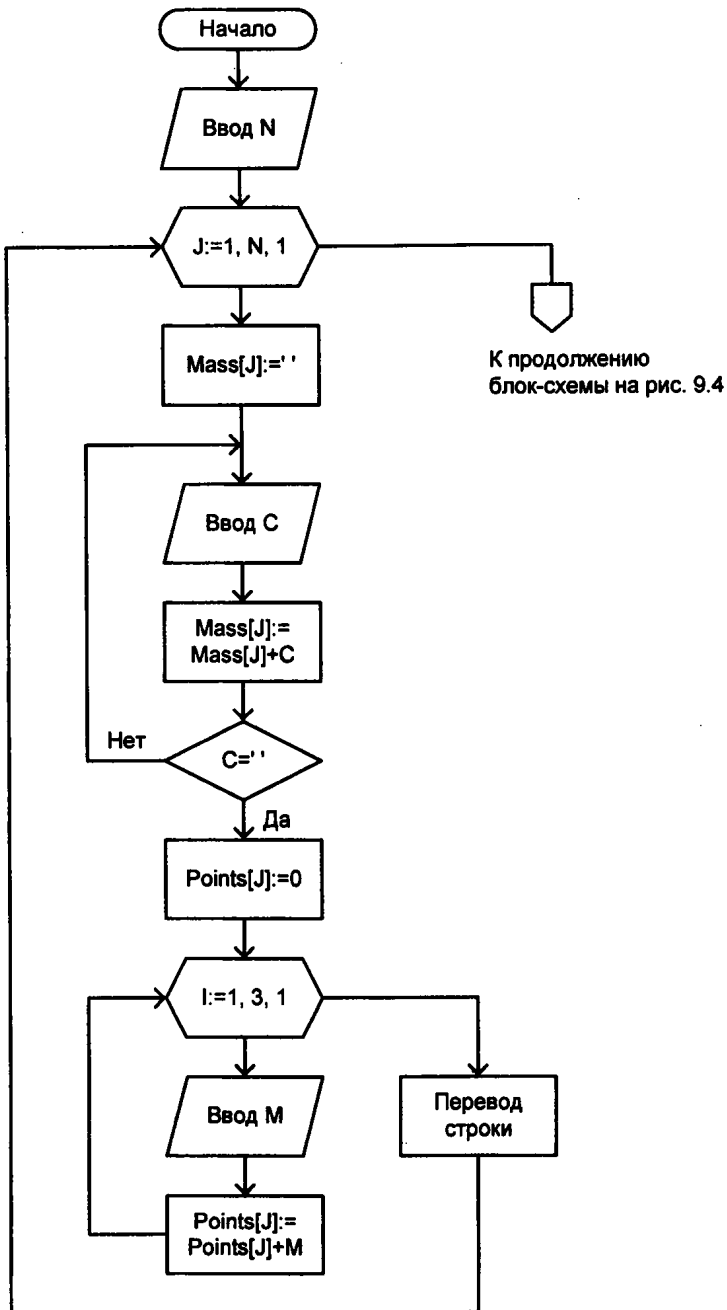 Начало
Ввод N
J:=1, N, 1
Mass[J]:=' '
К продолжению
блок-схемы на рис. 9.4
Ввод C
Mass[J]:=
Mass[J]+C
Нет
C=' '
Да
Points[J]:=0
I:=1, 3, 1
Ввод M
Перевод
строки
Points[J]:=
Points[J]+M